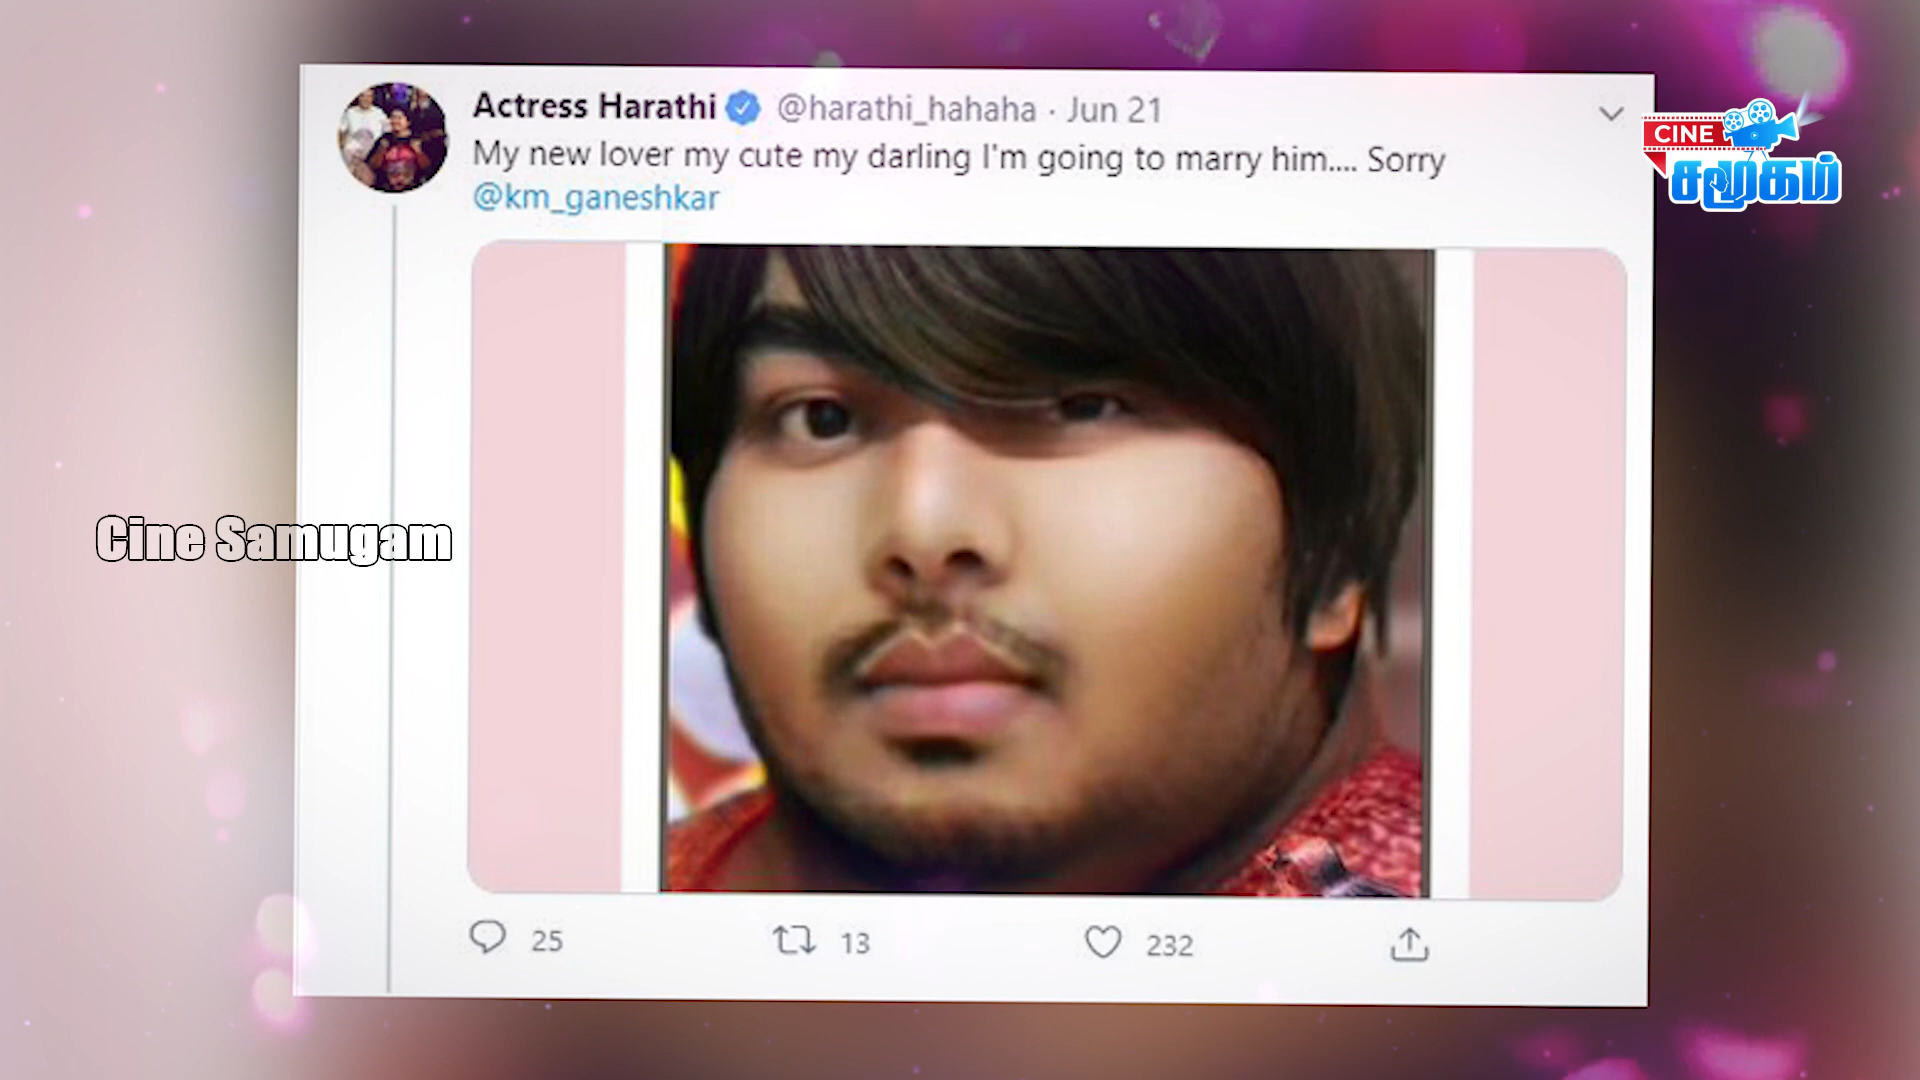 Actress Harathi @harathi_hahaha · Jun 21
My new lover my cute my darling I'm going to marry him.... Sorry
@km_ganeshkar
CINE
சமூகம்
Cine Samugam
25 13 232